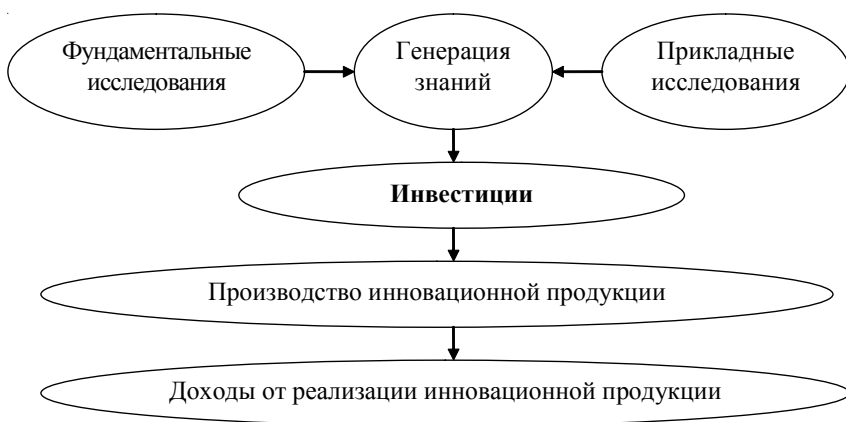 Фундаментальные
исследования
Генерация
знаний
Прикладные
исследования
Инвестиции
Производство инновационной продукции
Доходы от реализации инновационной продукции